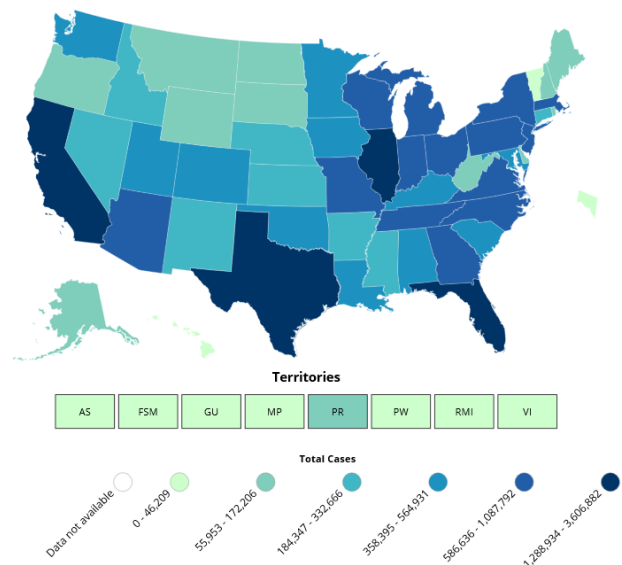 Territories
AS FSM GU MP PR PW RMI VI
Total Cases
Data not available
0 - 46,209
55,953 - 172,206
184,347 - 332,666
358,395 - 564,931
586,636 - 1,087,792
1,288,934 - 3,606,882